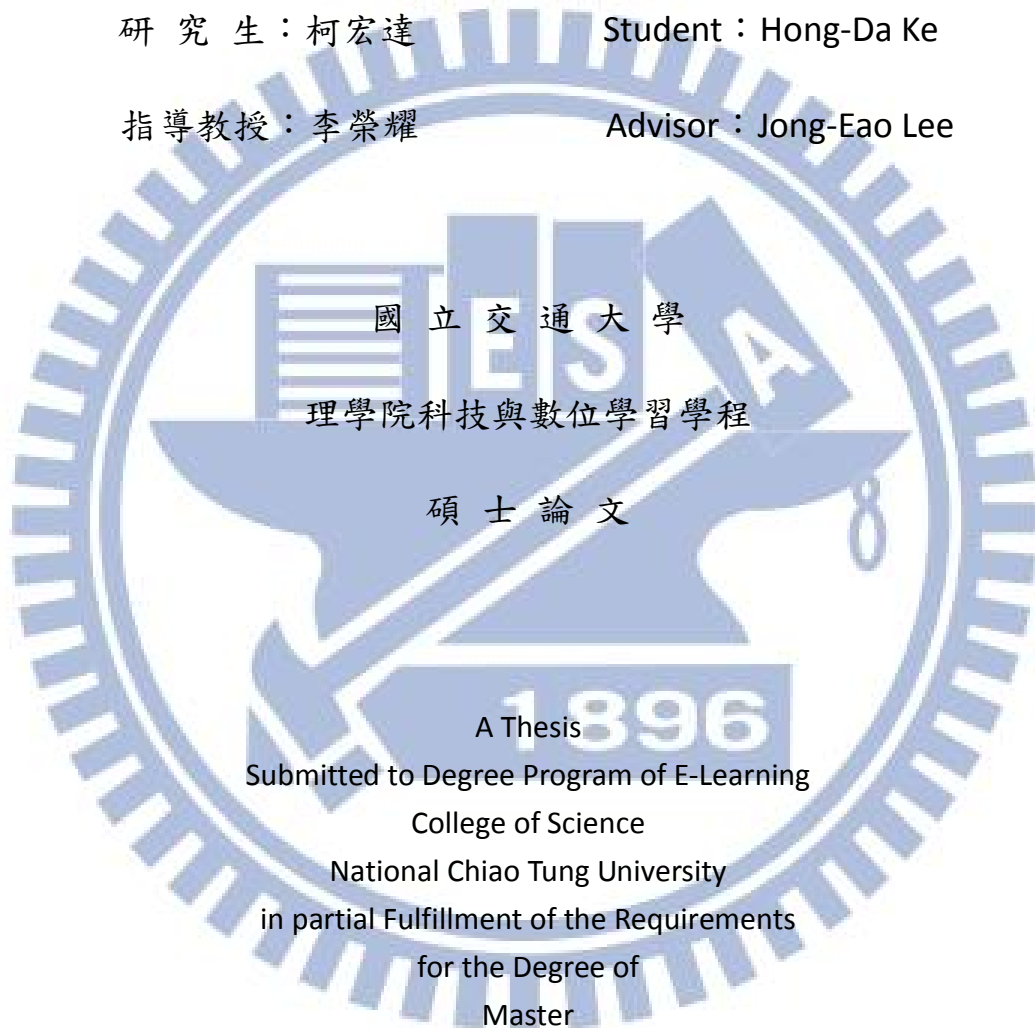 研 究 生：柯宏達 Student：Hong-Da Ke
指導教授：李榮耀 Advisor：Jong-Eao Lee
E S A
國 立 交 通 大 學
理學院科技與數位學習學程
碩 士 論 文
1896
A Thesis
Submitted to Degree Program of E-Learning
College of Science
National Chiao Tung University
in partial Fulfillment of the Requirements
for the Degree of
Master